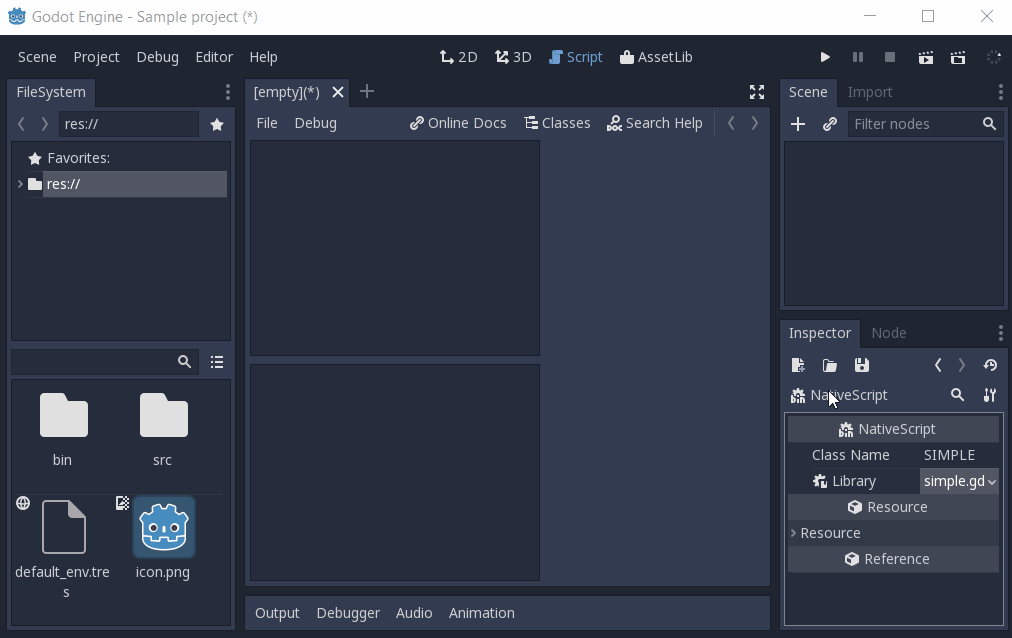 Godot Engine - Sample project (*)
Scene Project Debug Editor Help 2D 3D Script AssetLib
FileSystem
res://
Favorites:
res://
bin src
default_env.tre
s
icon.png
[empty](*)
File Debug Online Docs Classes Search Help
Output Debugger Audio Animation
Scene Import
Filter nodes
Inspector Node
NativeScript
NativeScript
Class Name SIMPLE
Library simple.gd
Resource
Resource
Reference